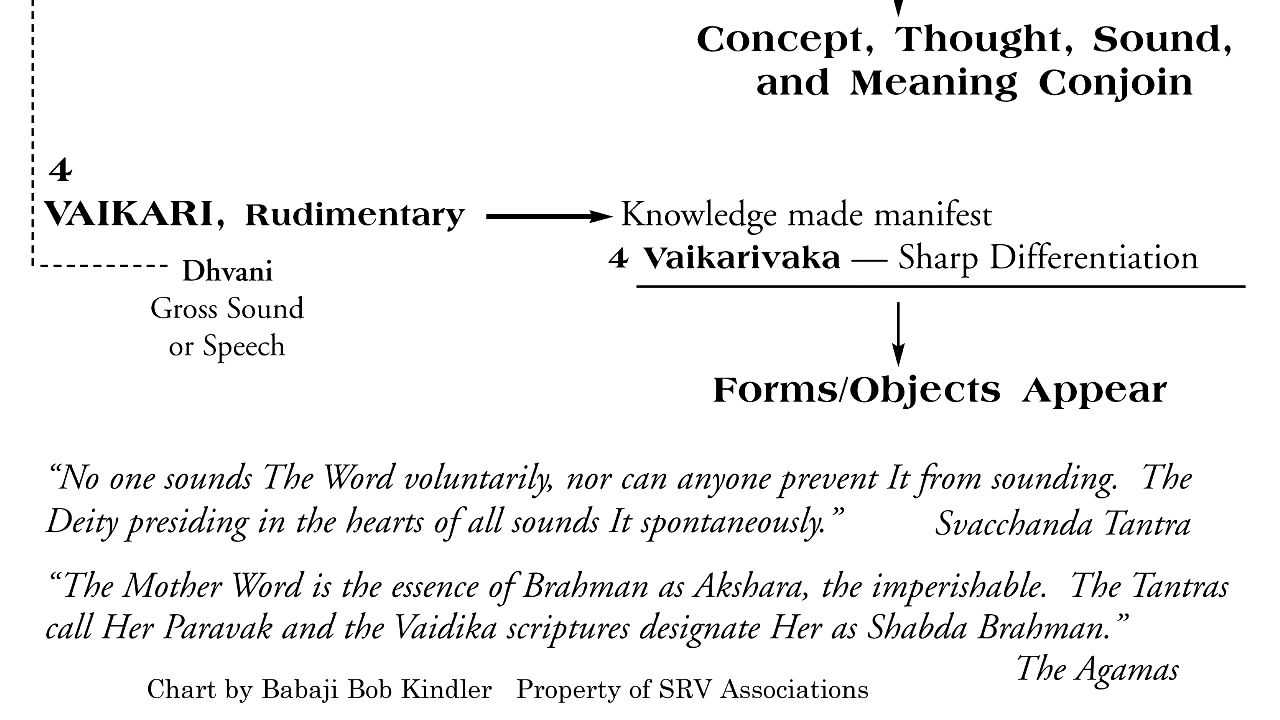 Concept, Thought, Sound,
and Meaning Conjoin
4
VAIKARI, Rudimentary
Knowledge made manifest
4 Vaikarivaka — Sharp Differentiation
Dhvani
Gross Sound
or Speech
Forms/Objects Appear
“No one sounds The Word voluntarily, nor can anyone prevent It from sounding. The
Deity presiding in the hearts of all sounds It spontaneously.” Svacchanda Tantra
“The Mother Word is the essence of Brahman as Akshara, the imperishable. The Tantras
call Her Paravak and the Vaidika scriptures designate Her as Shabda Brahman.”
The Agamas
Chart by Babaji Bob Kindler Property of SRV Associations